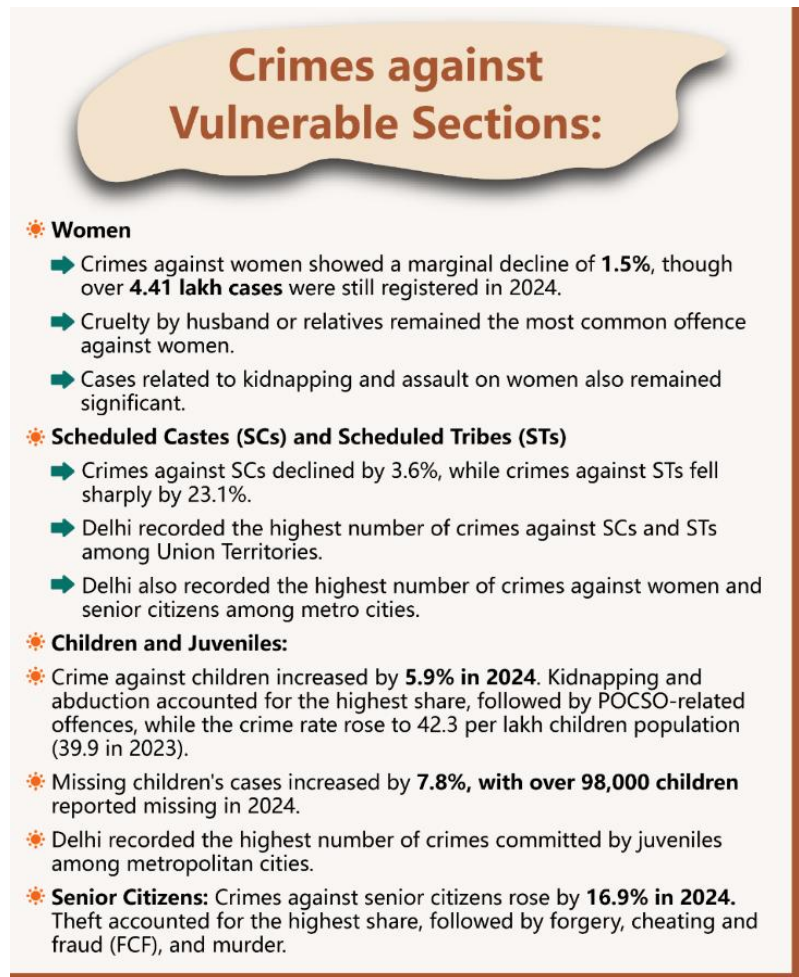 Crimes against
Vulnerable Sections:
Women
Crimes against women showed a marginal decline of 1.5%, though
over 4.41 lakh cases were still registered in 2024.
Cruelty by husband or relatives remained the most common offence
against women.
Cases related to kidnapping and assault on women also remained
significant.
Scheduled Castes (SCs) and Scheduled Tribes (STs)
Crimes against SCs declined by 3.6%, while crimes against STs fell
sharply by 23.1%.
Delhi recorded the highest number of crimes against SCs and STs
among Union Territories.
Delhi also recorded the highest number of crimes against women and
senior citizens among metro cities.
Children and Juveniles:
Crime against children increased by 5.9% in 2024. Kidnapping and
abduction accounted for the highest share, followed by POCSO-related
offences, while the crime rate rose to 42.3 per lakh children population
(39.9 in 2023).
Missing children's cases increased by 7.8%, with over 98,000 children
reported missing in 2024.
Delhi recorded the highest number of crimes committed by juveniles
among metropolitan cities.
Senior Citizens: Crimes against senior citizens rose by 16.9% in 2024.
Theft accounted for the highest share, followed by forgery, cheating and
fraud (FCF), and murder.